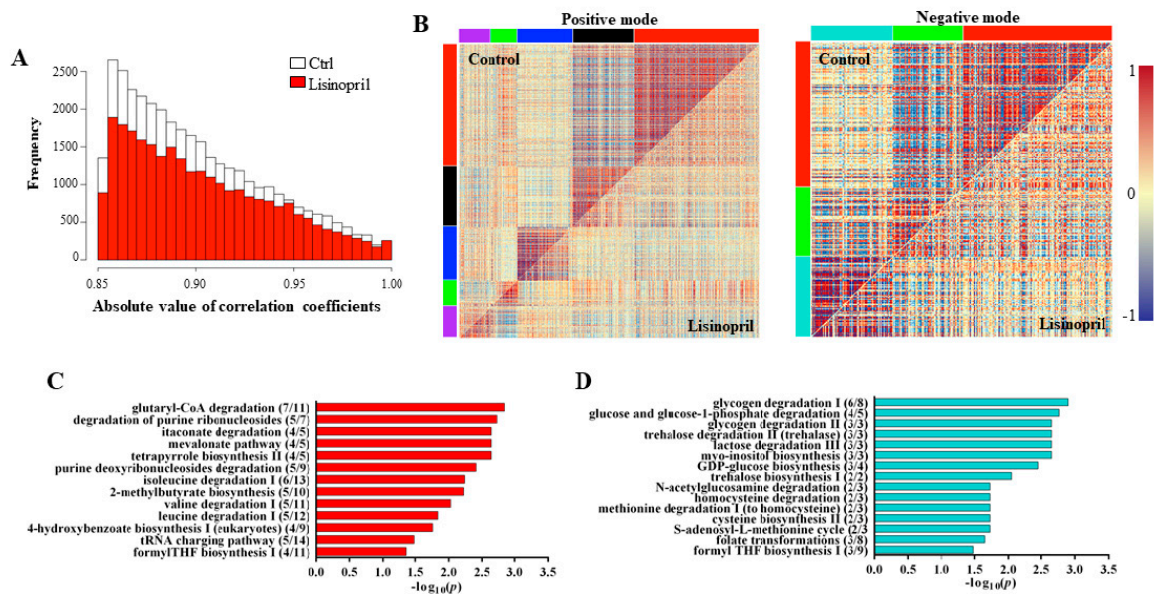 A
Ctrl
Lisinopril
2500
2000
1500
1000
500
0
Frequency
0.85
0.90
0.95
1.00
Absolute value of correlation coefficients
B
Positive mode
Control
Lisinopril
Negative mode
Control
Lisinopril
1
0
-1
C
glutaryl-CoA degradation (7/11)
degradation of purine ribonucleosides (5/7)
itaconate degradation (4/5)
mevalonate pathway (4/5)
tetrapyrrole biosynthesis II (4/5)
purine deoxyribonucleosides degradation (5/9)
isoleucine degradation I (6/13)
2-methylbutyrate biosynthesis (5/10)
valine degradation I (5/11)
leucine degradation I (5/12)
4-hydroxybenzoate biosynthesis I (eukaryotes) (4/9)
tRNA charging pathway (5/14)
formylTHF biosynthesis I (4/11)
0.0 0.5 1.0 1.5 2.0 2.5 3.0 3.5
-log10(p)
D
glycogen degradation I (6/8)
glucose and glucose-1-phosphate degradation (4/5)
glycogen degradation II (3/3)
trehalose degradation II (trehalase) (3/3)
lactose degradation III (3/3)
myo-inositol biosynthesis (3/3)
GDP-glucose biosynthesis (3/4)
trehalose biosynthesis I (2/2)
N-acetylglucosamine degradation (2/3)
homocysteine degradation (2/3)
methionine degradation I (to homocysteine) (2/3)
cysteine biosynfhesis II (2/3)
S-adenosyl-L-methionine cycle (2/3
folate transformations (3/8)
formyl THF biosynthesis I (3/9)
0.0 0.5 1.0 1.5 2.0 2.5 3.0 3.5
-log10(p)